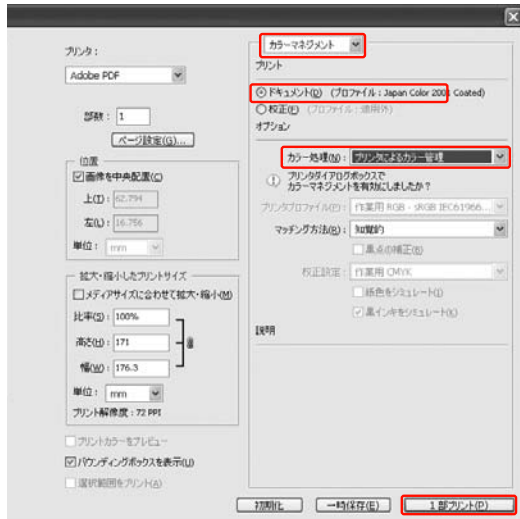 プリンタ：
Adobe PDF
部数： 1
ページ設定(G)...
位置
画像を中央配置(C)
上(T)： 62.794
左(L)： 16.756
単位： mm
拡大・縮小したプリントサイズ
メディアサイズに合わせて拡大・縮小(M)
比率(S)： 100%
高さ(H)： 171
幅(W)： 176.3
単位： mm
プリント解像度：72 PPI
プリントカラーをプレビュー
バウンディングボックスを表示(U)
選択範囲をプリント(A)
カラーマネジメント
プリント
ドキュメント(D) (プロファイル：Japan Color 2001 Coated)
校正(F) (プロファイル：適用外)
オプション
カラー処理(N)： プリンタによるカラー管理
プリンタダイアログボックスで
カラーマネジメントを有効にしましたか？
プリンタプロファイル(P)： 作業用 RGB - sRGB IEC61966...
マッチング方法(R)： 知覚的
黒点の補正(B)
校正設定： 作業用 CMYK
紙色をシミュレート(I)
黒インキをシミュレート(K)
説明
初期化 一時保存(E) 1 部プリント(P)